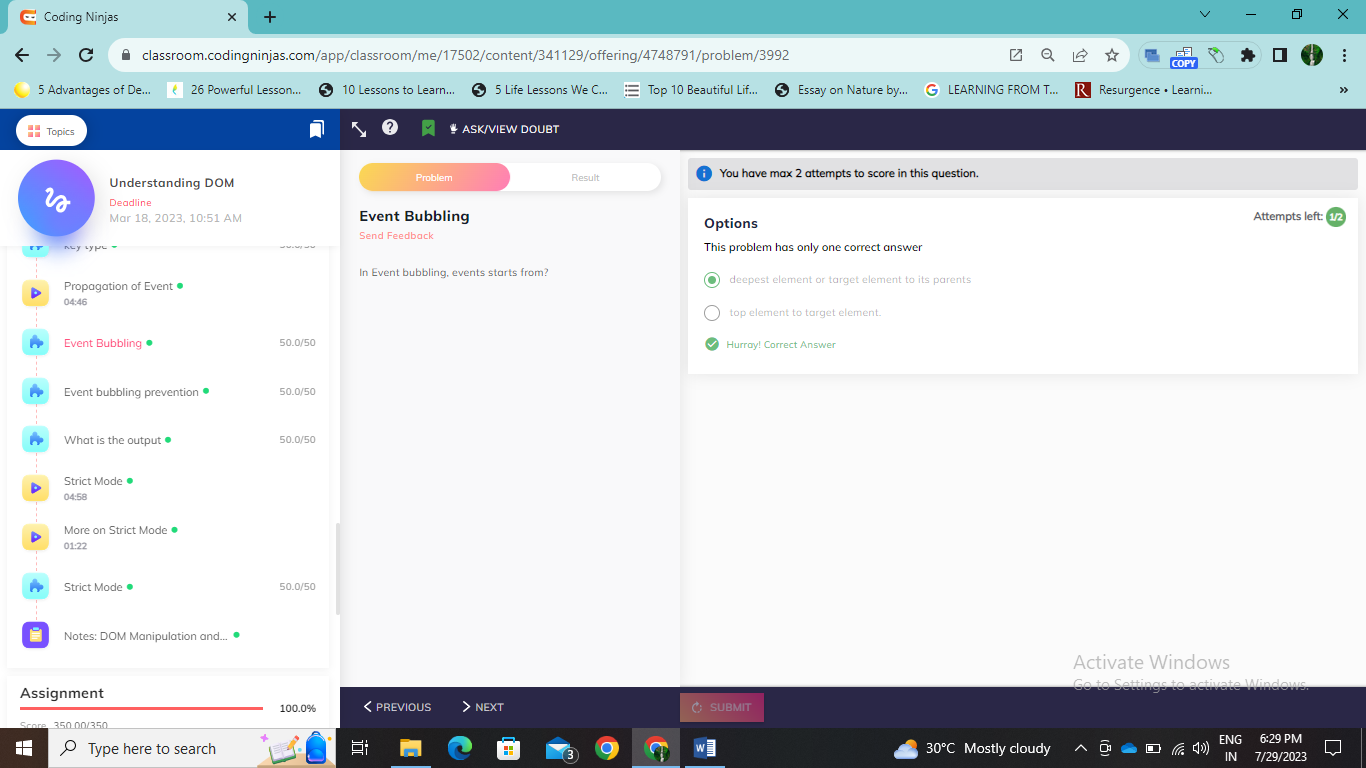 Coding Ninjas
classroom.codingninjas.com/app/classroom/me/17502/content/341129/offering/4748791/problem/3992
COPY
5 Advantages of De...
26 Powerful Lesson...
10 Lessons to Learn...
5 Life Lessons We C...
Top 10 Beautiful Lif...
Essay on Nature by...
LEARNING FROM T...
Resurgence • Learni...
»
Topics
ASK/VIEW DOUBT
Understanding DOM
Deadline
Mar 18, 2023, 10:51 AM
key type
50.0/50
Propagation of Event
04:46
Event Bubbling
50.0/50
Event bubbling prevention
50.0/50
What is the output
50.0/50
Strict Mode
04:58
More on Strict Mode
01:22
Strict Mode
50.0/50
Notes: DOM Manipulation and...
Assignment
100.0%
Score 350.00/350
Problem
Result
Event Bubbling
Send Feedback
In Event bubbling, events starts from?
You have max 2 attempts to score in this question.
Options
Attempts left: 1/2
This problem has only one correct answer
deepest element or target element to its parents
top element to target element.
Hurray! Correct Answer
Activate Windows
Go to Settings to activate Windows.
PREVIOUS
NEXT
SUBMIT
Type here to search
3
30°C Mostly cloudy
ENG
IN
6:29 PM
7/29/2023